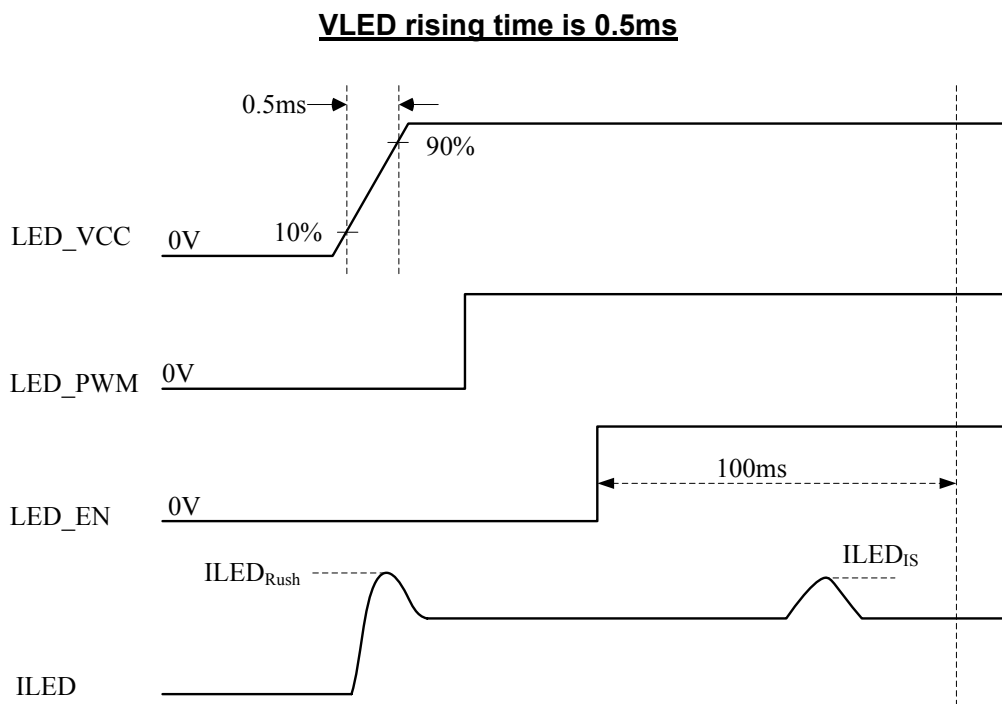 VLED rising time is 0.5ms
0.5ms
90%
10%
LED_VCC
0V
LED_PWM
0V
100ms
LED_EN
0V
ILEDRush
ILEDIS
ILED